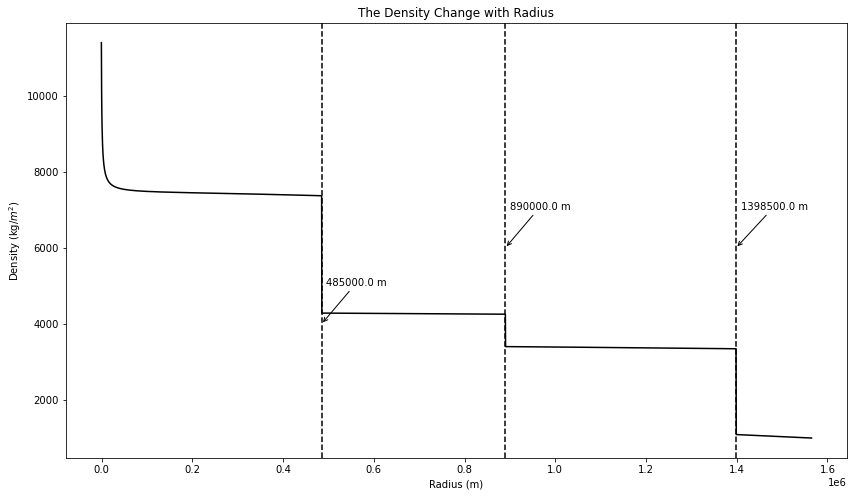 The Density Change with Radius
Density (kg/m²)
10000
8000
6000
4000
2000
485000.0 m
890000.0 m
1398500.0 m
0.0
0.2
0.4
0.6
0.8
1.0
1.2
1.4
1.6
1e6
Radius (m)